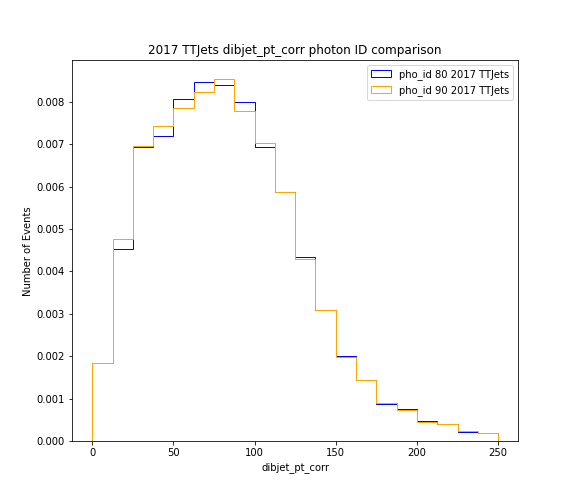 2017 TTJets dibjet_pt_corr photon ID comparison
pho_id 80 2017 TTJets
pho_id 90 2017 TTJets
0.008
0.007
0.006
0.005
0.004
0.003
0.002
0.001
0.000
Number of Events
0 50 100 150 200 250
dibjet_pt_corr